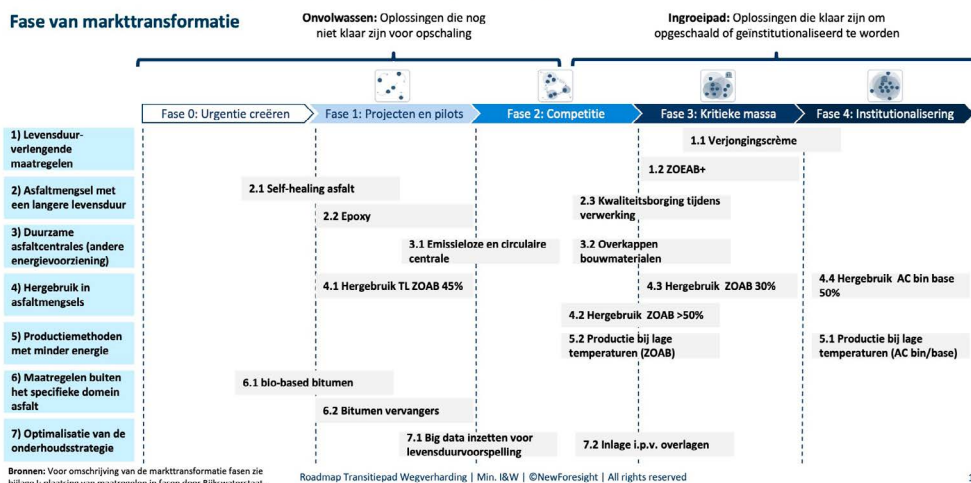 Fase van markttransformatie
Onvolwassen: Oplossingen die nog
niet klaar zijn voor opschaling
Ingroeipad: Oplossingen die klaar zijn om
opgeschaald of geïnstitutionaliseerd te worden
Fase 0: Urgentie creëren
Fase 1: Projecten en pilots
Fase 2: Competitie
Fase 3: Kritieke massa
Fase 4: Institutionalisering
1) Levensduur-
verlengende
maatregelen
1.1 Verjongingscrème
1.2 ZOEAB+
2) Asfaltmengsel met
een langere levensduur
2.1 Self-healing asfalt
2.2 Epoxy
2.3 Kwaliteitsborging tijdens
verwerking
3) Duurzame
asfaltcentrales (andere
energievoorziening)
3.1 Emissieloze en circulaire
centrale
3.2 Overkappen
bouwmaterialen
4) Hergebruik in
asfaltmengsels
4.1 Hergebruik TL ZOAB 45%
4.3 Hergebruik ZOAB 30%
4.4 Hergebruik AC bin base
50%
4.2 Hergebruik ZOAB >50%
5) Productiemethoden
met minder energie
5.2 Productie bij lage
temperaturen (ZOAB)
5.1 Productie bij lage
temperaturen (AC bin/base)
6) Maatregelen buiten
het specifieke domein
asfalt
6.1 bio-based bitumen
6.2 Bitumen vervangers
7) Optimalisatie van de
onderhoudsstrategie
7.1 Big data inzetten voor
levensduurvoorspelling
7.2 Inlage i.p.v. overlagen
Bronnen: Voor omschrijving van de markttransformatie fasen zie
Roadmap Transitiepad Wegverharding | Min. I&W | ©NewForesight | All rights reserved